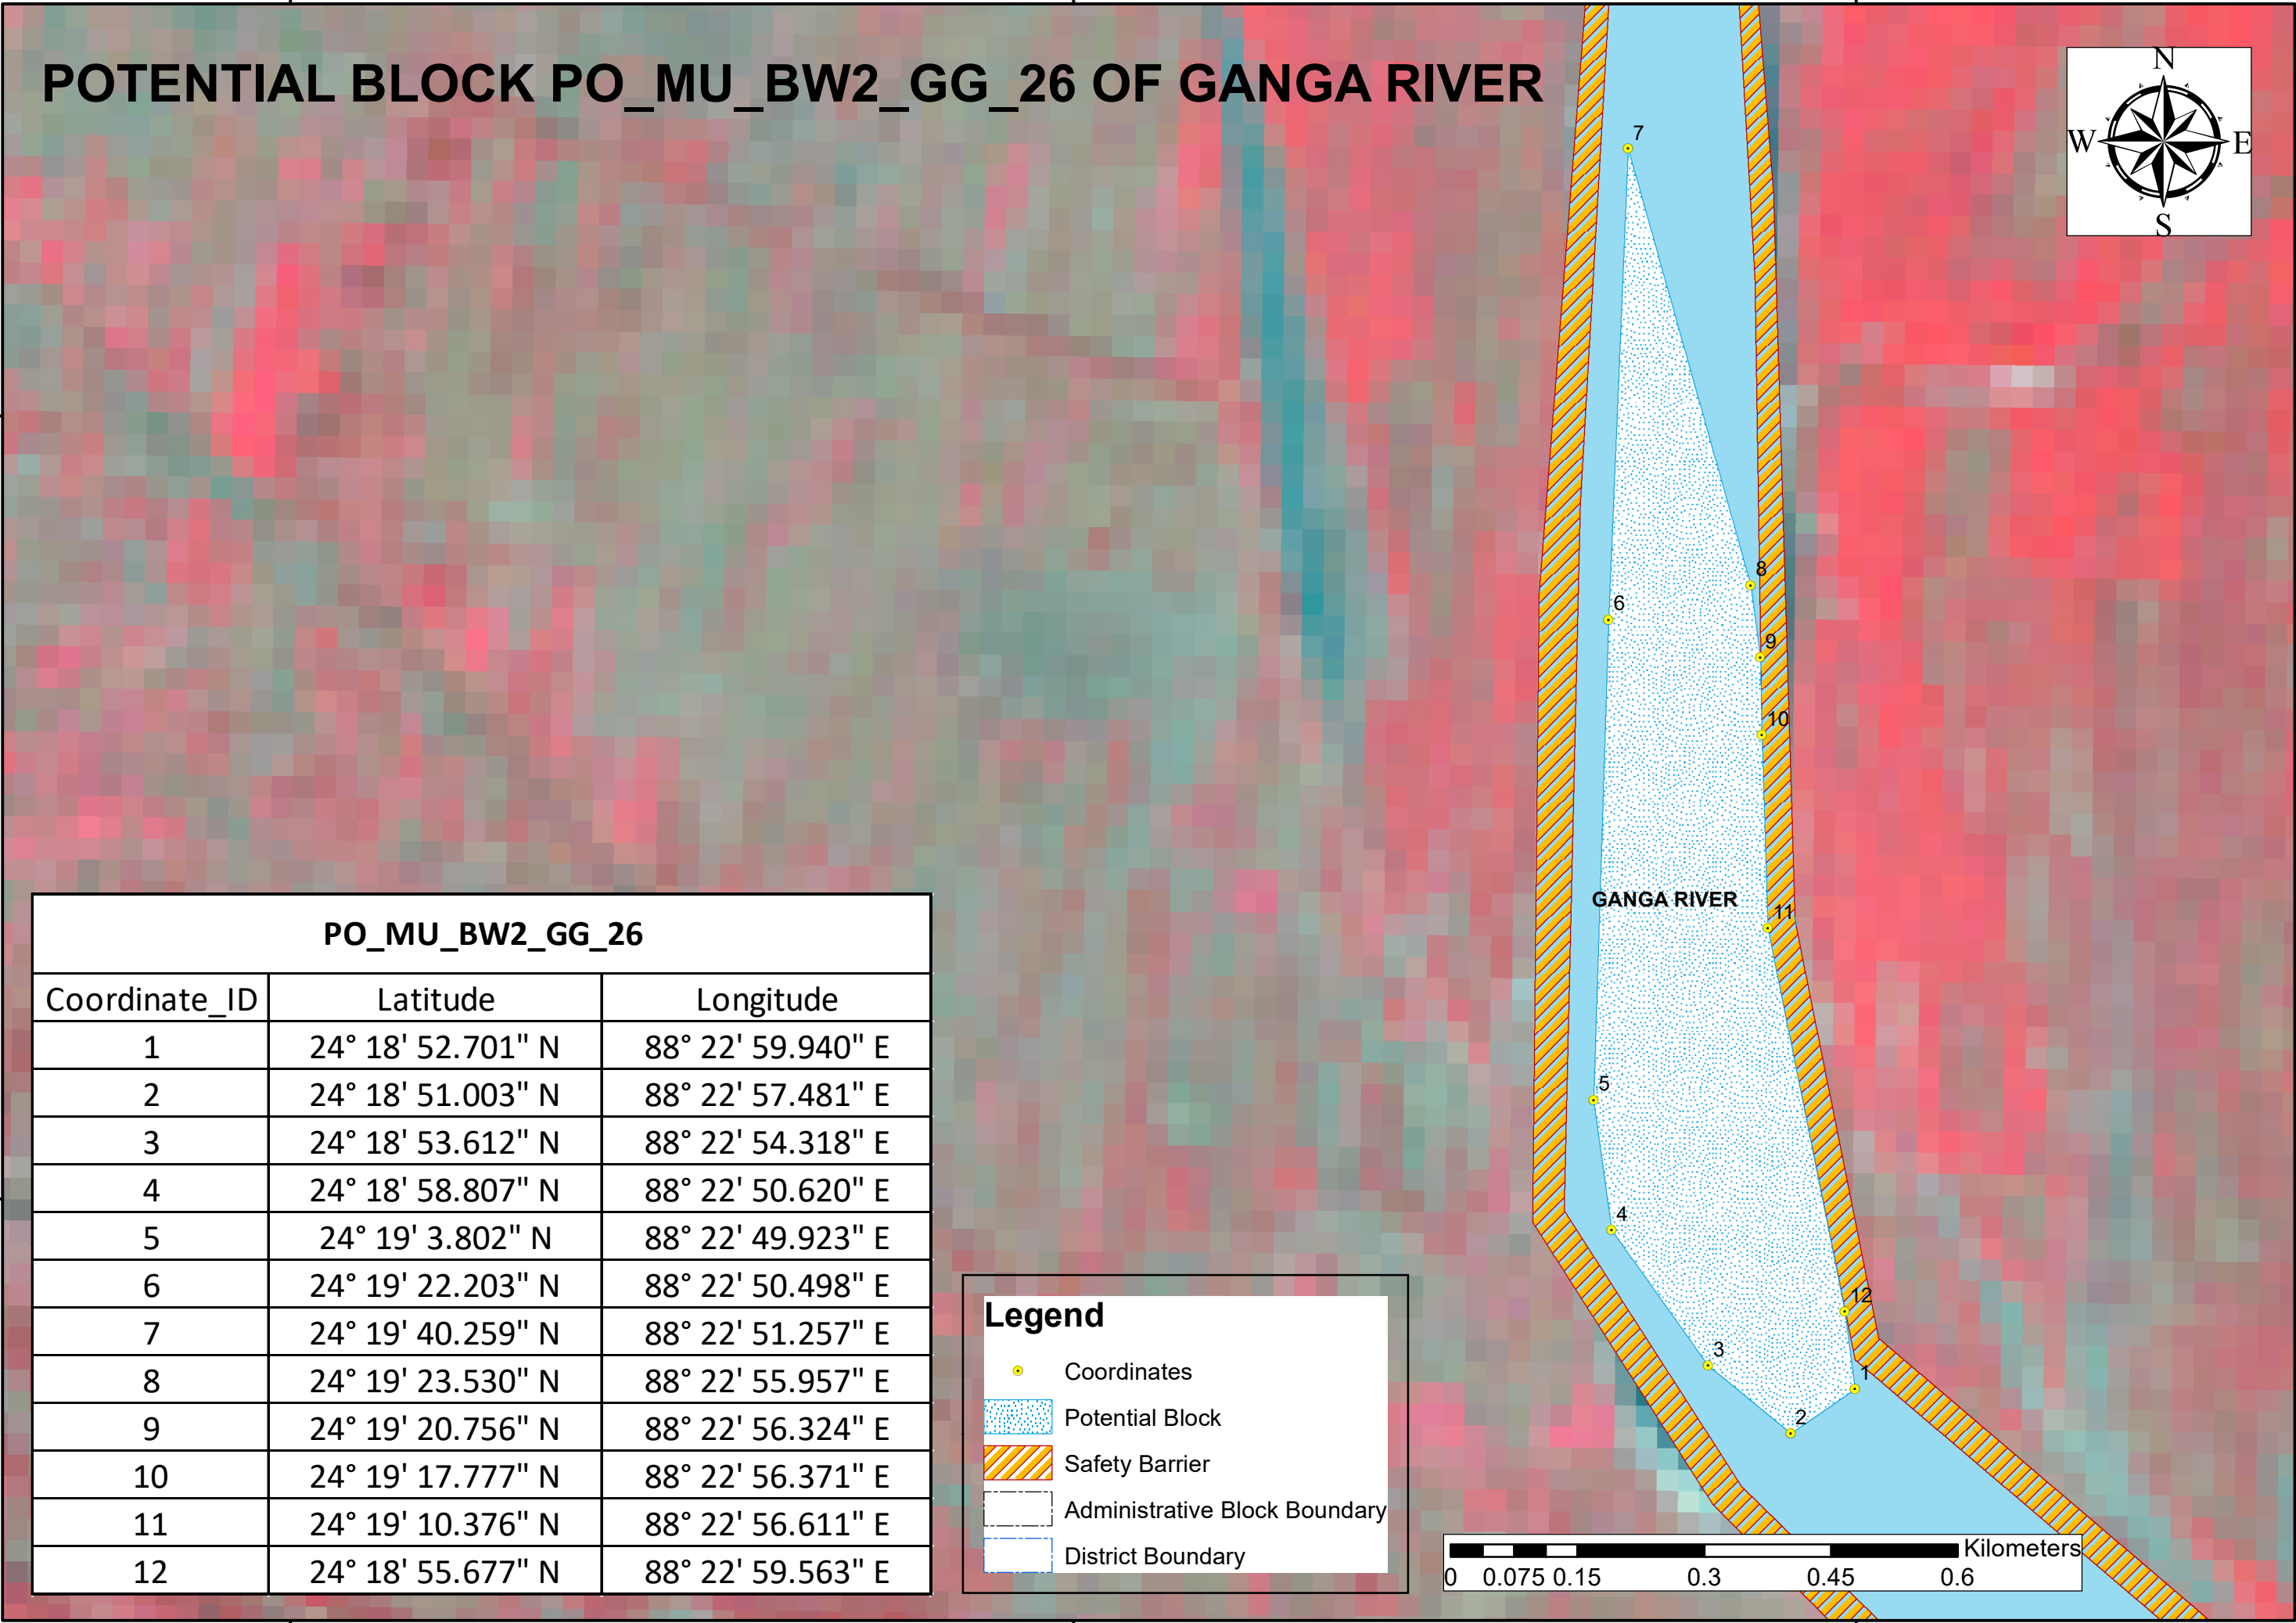 POTENTIAL BLOCK PO_MU_BW2_GG_26 OF GANGA RIVER
N
W E
S
7
8
6
9
10
GANGA RIVER
11
5
4
12
3
1
2
PO_MU_BW2_GG_26
Coordinate_ID Latitude Longitude
1 24° 18' 52.701" N 88° 22' 59.940" E
2 24° 18' 51.003" N 88° 22' 57.481" E
3 24° 18' 53.612" N 88° 22' 54.318" E
4 24° 18' 58.807" N 88° 22' 50.620" E
5 24° 19' 3.802" N 88° 22' 49.923" E
6 24° 19' 22.203" N 88° 22' 50.498" E
7 24° 19' 40.259" N 88° 22' 51.257" E
8 24° 19' 23.530" N 88° 22' 55.957" E
9 24° 19' 20.756" N 88° 22' 56.324" E
10 24° 19' 17.777" N 88° 22' 56.371" E
11 24° 19' 10.376" N 88° 22' 56.611" E
12 24° 18' 55.677" N 88° 22' 59.563" E
Legend
Coordinates
Potential Block
Safety Barrier
Administrative Block Boundary
District Boundary
Kilometers
0 0.075 0.15 0.3 0.45 0.6